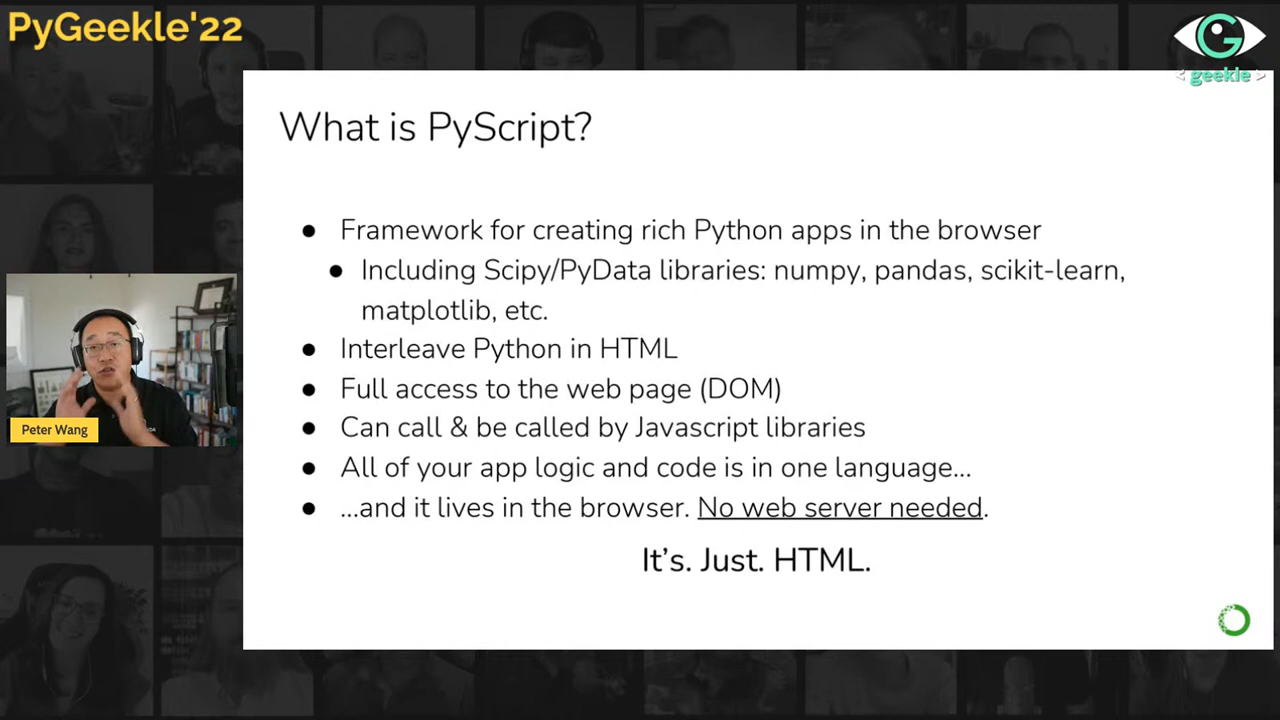 PyGeekle'22
< geekle >
What is PyScript?
● Framework for creating rich Python apps in the browser
● Including Scipy/PyData libraries: numpy, pandas, scikit-learn,
matplotlib, etc.
● Interleave Python in HTML
● Full access to the web page (DOM)
● Can call & be called by Javascript libraries
● All of your app logic and code is in one language...
● ...and it lives in the browser. No web server needed.
It's. Just. HTML.
Peter Wang